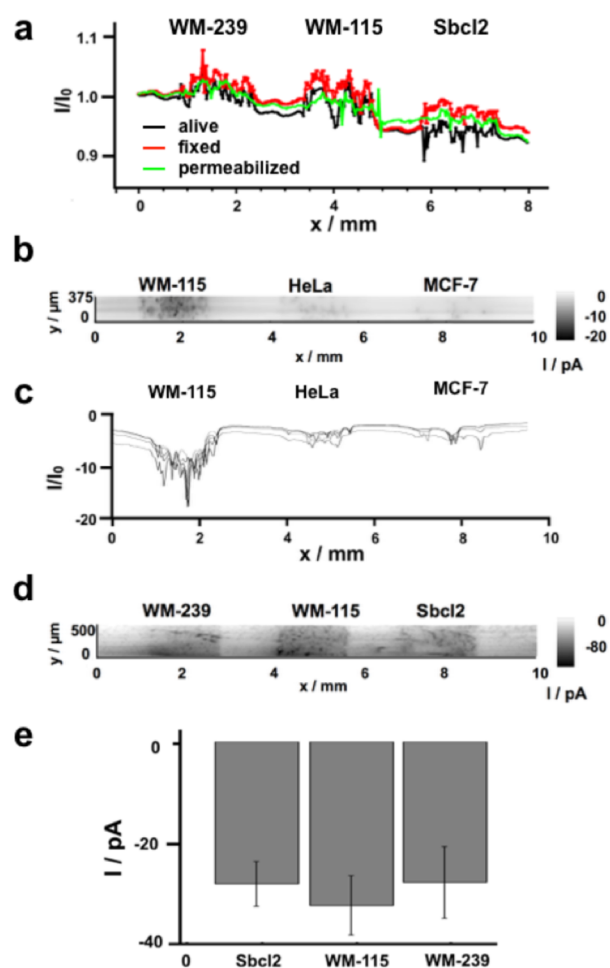 a
WM-239 WM-115 Sbcl2
1.1
1.0
0.9
I/I0
alive
fixed
permeabilized
0 2 4 6 8
x / mm
b
WM-115 HeLa MCF-7
y / µm
375
0
0 2 4 6 8 10
x / mm
0
-10
-20
I / pA
c
WM-115 HeLa MCF-7
0
-10
-20
I/I0
0 2 4 6 8 10
x / mm
d
WM-239 WM-115 Sbcl2
y / µm
500
0
0 2 4 6 8 10
x / mm
0
-80
I / pA
e
0
-20
-40
I / pA
0 Sbcl2 WM-115 WM-239